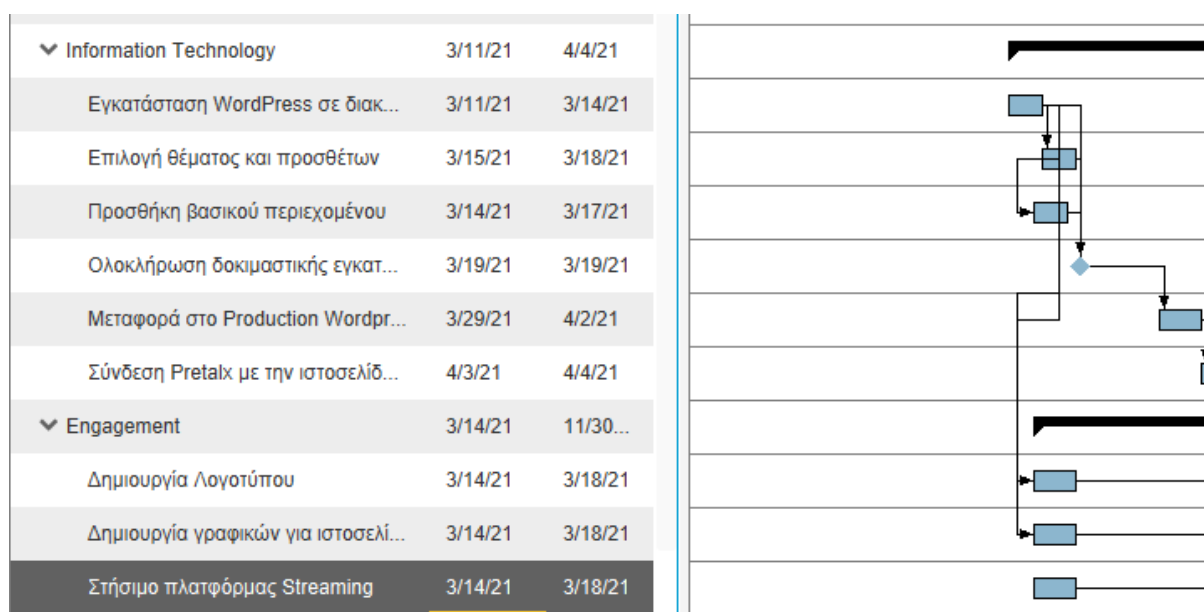 Information Technology 3/11/21 4/4/21
Εγκατάσταση WordPress σε διακ... 3/11/21 3/14/21
Επιλογή θέματος και προσθέτων 3/15/21 3/18/21
Προσθήκη βασικού περιεχομένου 3/14/21 3/17/21
Ολοκλήρωση δοκιμαστικής εγκατ... 3/19/21 3/19/21
Μεταφορά στο Production Wordpr... 3/29/21 4/2/21
Σύνδεση Pretalx με την ιστοσελίδ... 4/3/21 4/4/21
Engagement 3/14/21 11/30...
Δημιουργία Λογοτύπου 3/14/21 3/18/21
Δημιουργία γραφικών για ιστοσελί... 3/14/21 3/18/21
Στήσιμο πλατφόρμας Streaming 3/14/21 3/18/21